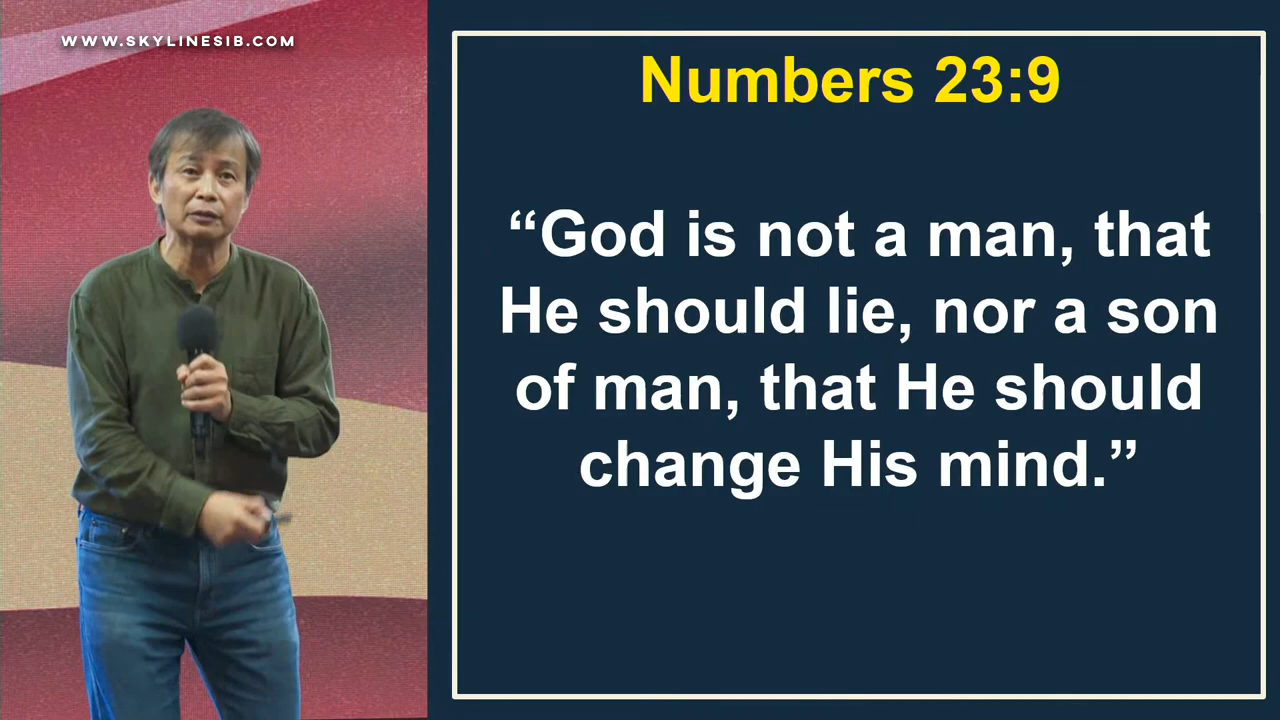 WWW.SKYLINESIB.COM
Numbers 23:9
“God is not a man, that
He should lie, nor a son
of man, that He should
change His mind.”